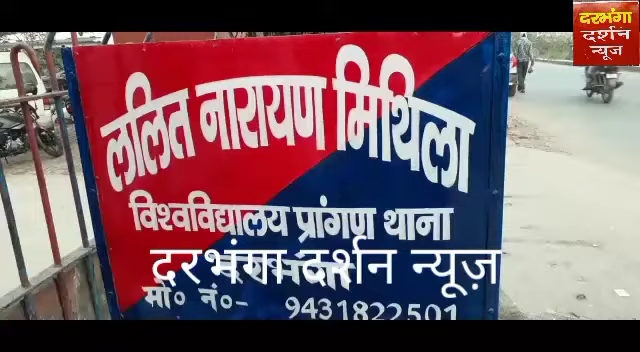 दरभंगा
दर्शन
न्यूज
ललित नारायण मिथिला
विश्वविद्यालय प्रांगण थाना
दरभंगा दर्शन न्यूज़
मो० नं०- 9431822501